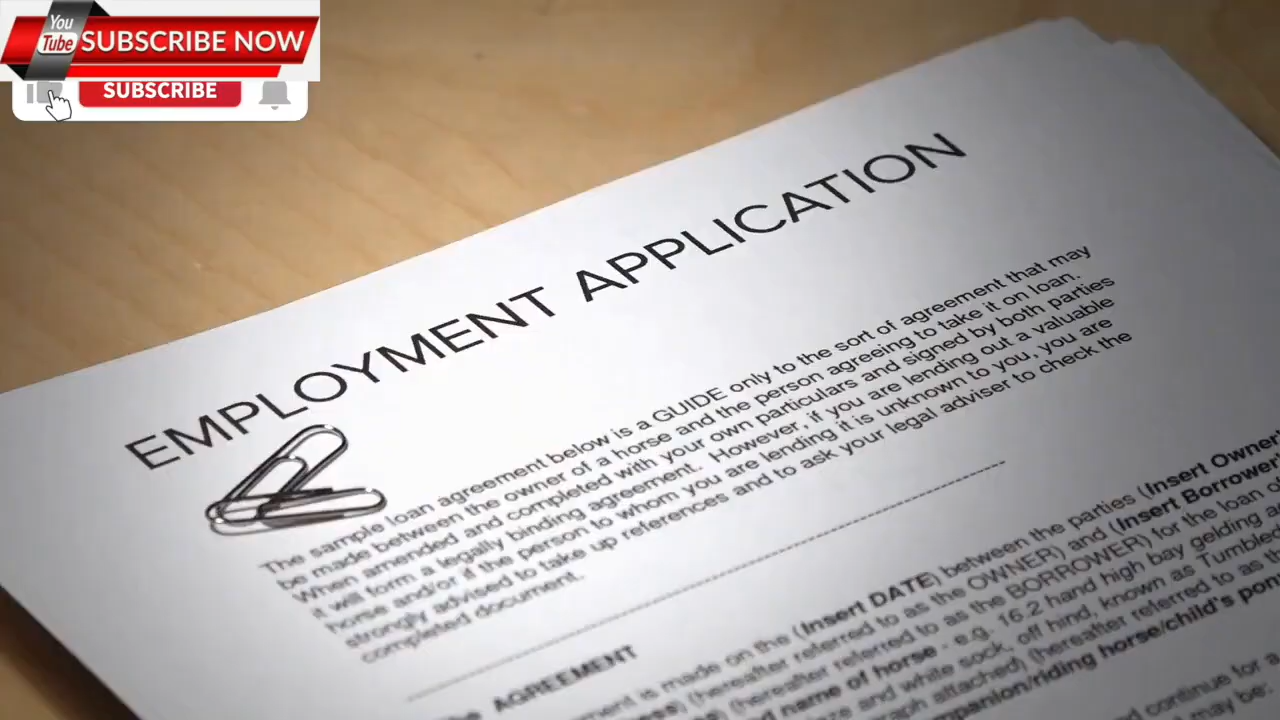 You
Tube
SUBSCRIBE NOW
SUBSCRIBE
EMPLOYMENT APPLICATION
The sample loan agreement below is a GUIDE only to the sort of agreement that may
be made between the owner of a horse and the person agreeing to take it on loan.
When amended and completed with your own particulars and signed by both parties
it will form a legally binding agreement. However, if you are lending out a valuable
horse and/or if the person to whom you are lending it is unknown to you, you are
strongly advised to take up references and to ask your legal adviser to check the
completed document.
AGREEMENT
is made on the (Insert DATE) between the parties (Insert Owner
(hereafter referred to as the OWNER) and (Insert Borrower
(hereafter referred to as the BORROWER) for the loan of
name of horse - e.g. 16.2 hand high bay gelding
and white sock, off hind, known as Tumbled
attached) (hereafter referred to as the
companion/riding horse/child's pon
continue for a
may be: